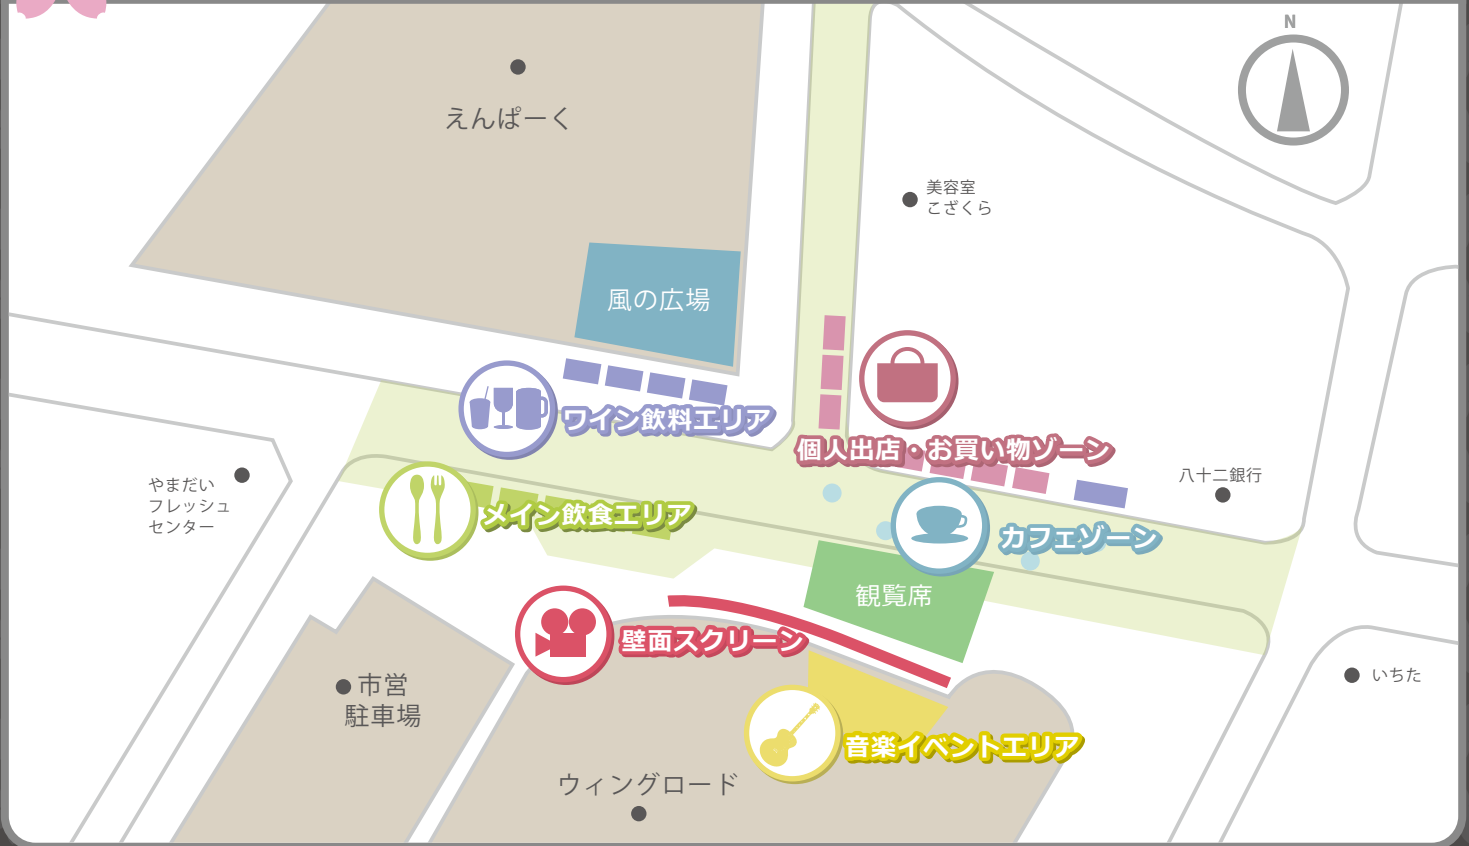 N
えんぱーく
美容室
こざくら
風の広場
ワイン飲料エリア
個人出店・お買い物ゾーン
八十二銀行
やまだい
フレッシュ
センター
メイン飲食エリア
カフェゾーン
観覧席
壁面スクリーン
市営
駐車場
いちた
音楽イベントエリア
ウィングロード